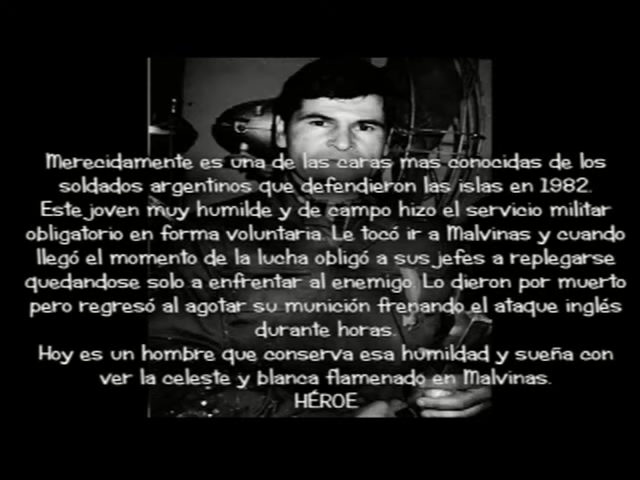 Merecidamente es una de las caras mas conocidas de los
soldados argentinos que defendieron las islas en 1982.
Este joven muy humilde y de campo hizo el servicio militar
obligatorio en forma voluntaria. Le tocó ir a Malvinas y cuando
llegó el momento de la lucha obligó a sus jefes a replegarse
quedandose solo a enfrentar al enemigo. Lo dieron por muerto
pero regresó al agotar su munición frenando el ataque inglés
durante horas.
Hoy es un hombre que conserva esa humildad y sueña con
ver la celeste y blanca flamenado en Malvinas.
HÉROE